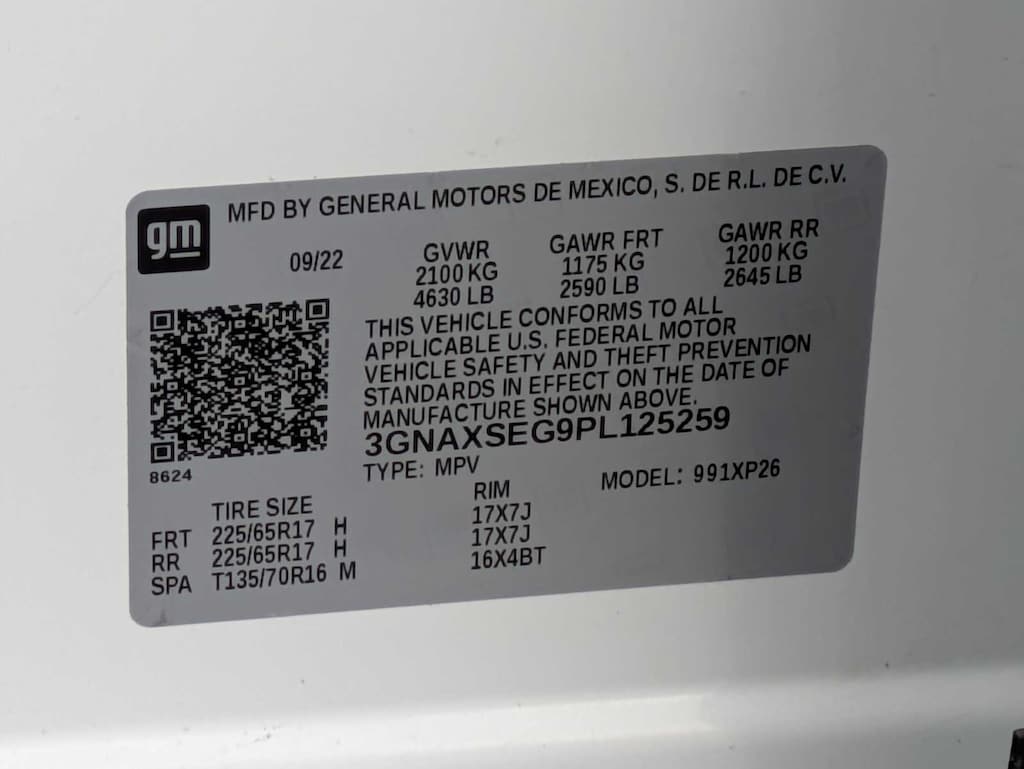 MFD BY GENERAL MOTORS DE MEXICO, S. DE R.L. DE C.V.
gm
09/22
GVWR GAWR FRT GAWR RR
2100 KG 1175 KG 1200 KG
4630 LB 2590 LB 2645 LB
THIS VEHICLE CONFORMS TO ALL
APPLICABLE U.S. FEDERAL MOTOR
VEHICLE SAFETY AND THEFT PREVENTION
STANDARDS IN EFFECT ON THE DATE OF
MANUFACTURE SHOWN ABOVE.
3GNAXSEG9PL125259
8624
TYPE: MPV MODEL: 991XP26
TIRE SIZE RIM
FRT 225/65R17 H 17X7J
RR 225/65R17 H 17X7J
SPA T135/70R16 M 16X4BT